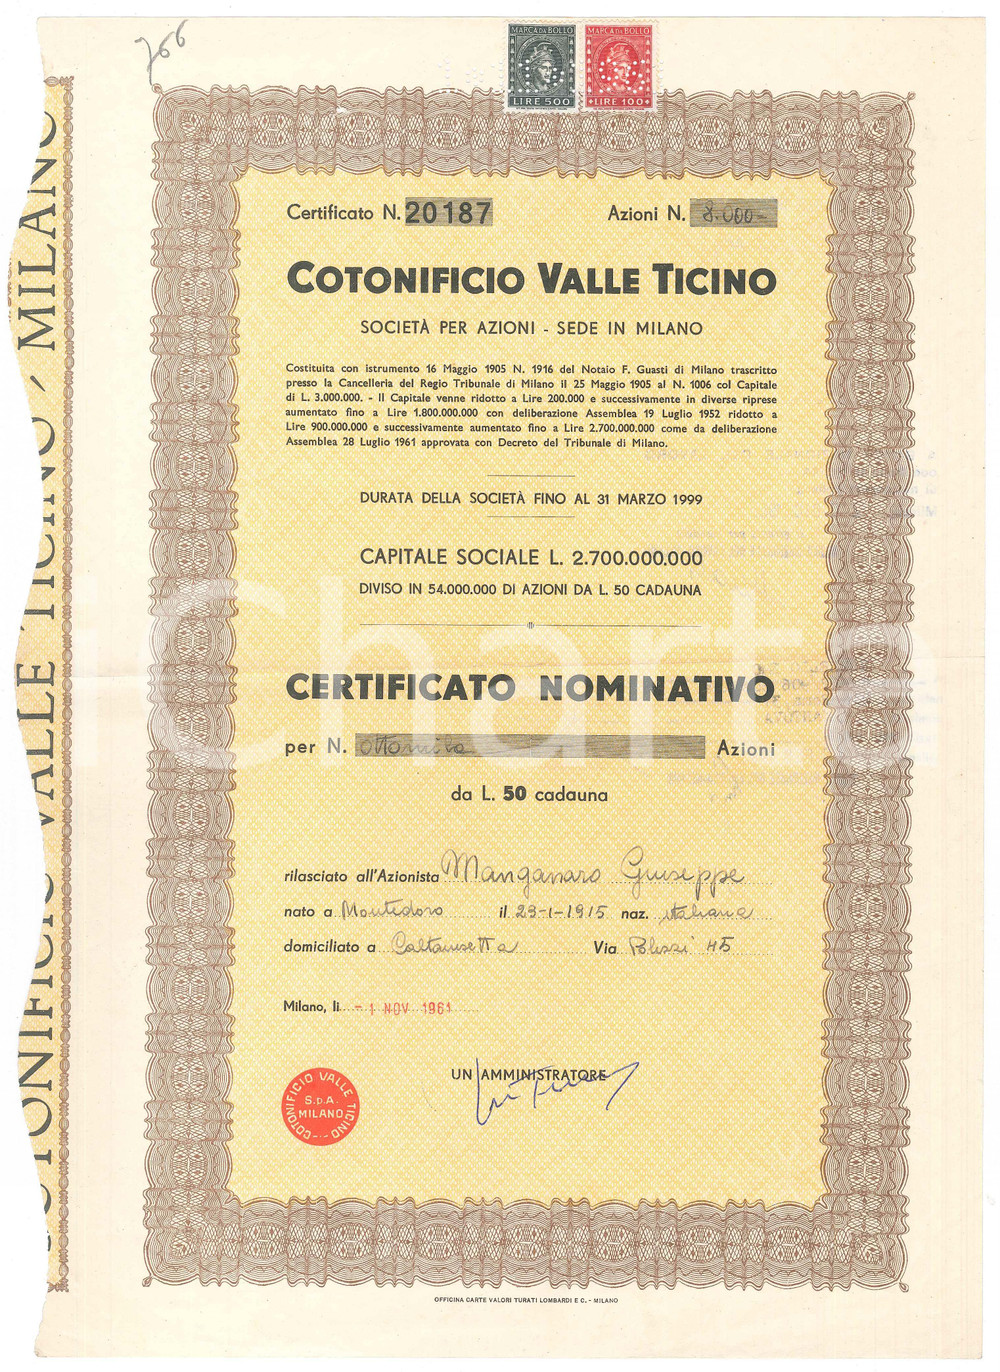 766
MARCA DA BOLLO
LIRE 500
MARCA DA BOLLO
LIRE 100
Certificato N. 20187
Azioni N. 8.000=
COTONIFICIO VALLE TICINO
SOCIETÀ PER AZIONI - SEDE IN MILANO
Costituita con istrumento 16 Maggio 1905 N. 1916 del Notaio F. Guasti di Milano trascritto
presso la Cancelleria del Regio Tribunale di Milano il 25 Maggio 1905 al N. 1006 col Capitale
di L. 3.000.000. - Il Capitale venne ridotto a Lire 200.000 e successivamente in diverse riprese
aumentato fino a Lire 1.800.000.000 con deliberazione Assemblea 19 Luglio 1952 ridotto a
Lire 900.000.000 e successivamente aumentato fino a Lire 2.700.000.000 come da deliberazione
Assemblea 28 Luglio 1961 approvata con Decreto del Tribunale di Milano.
DURATA DELLA SOCIETÀ FINO AL 31 MARZO 1999
CAPITALE SOCIALE L. 2.700.000.000
DIVISO IN 54.000.000 DI AZIONI DA L. 50 CADAUNA
Charta
CERTIFICATO NOMINATIVO
per N. Ottomila Azioni
da L. 50 cadauna
rilasciato all'Azionista Manganaro Giuseppe
nato a Montedoro il 23-1-1915 naz. italiana
domiciliato a Caltanisetta Via 45
Milano, li - 1 NOV 1961
UN AMMINISTRATORE
COTONIFICIO VALLE TICINO
S.p.A.
MILANO
OFFICINA CARTE VALORI TURATI LOMBARDI E C. - MILANO
COTONIFICIO VALLE TICINO - MILANO